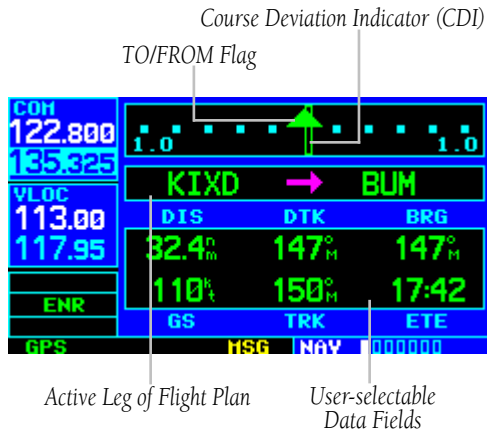 Course Deviation Indicator (CDI)
TO/FROM Flag
COM
122.800
135.325
1.0 1.0
KIXD BUM
VLOC
113.00
117.95
DIS DTK BRG
32.4nm 147°M 147°M
110kt 150°M 17:42
ENR
GS TRK ETE
GPS MSG NAV
Active Leg of Flight Plan
User-selectable
Data Fields